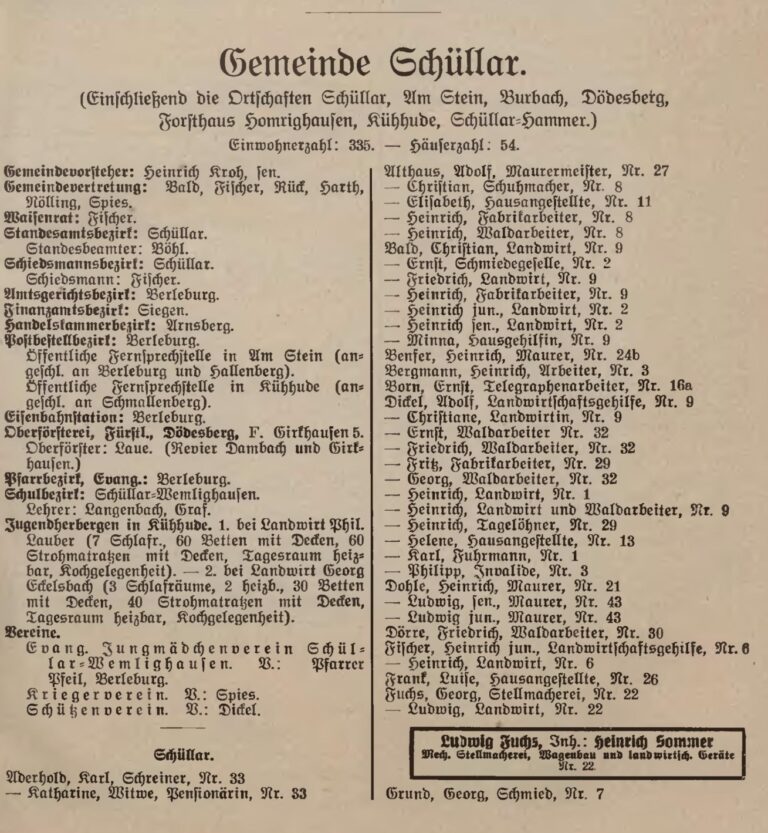 Gemeinde Schüllar.
(Einschließend die Ortschaften Schüllar, Am Stein, Burbach, Dödesberg,
Forsthaus Homrighausen, Kühhude, Schüllar-Hammer.)
Einwohnerzahl: 335. — Häuserzahl: 54.
Gemeindevorsteher: Heinrich Kroh, sen.
Gemeindevertretung: Bald, Fischer, Rück, Harth,
Nölling, Spies.
Waisenrat: Fischer.
Standesamtsbezirk: Schüllar.
Standesbeamter: Böhl.
Schiedsmannsbezirk: Schüllar.
Schiedsmann: Fischer.
Amtsgerichtsbezirk: Berleburg.
Finanzamtsbezirk: Siegen.
Handelskammerbezirk: Arnsberg.
Postbestellbezirk: Berleburg.
Öffentliche Fernsprechstelle in Am Stein (an-
geschl. an Berleburg und Hallenberg).
Öffentliche Fernsprechstelle in Kühhude (an-
geschl. an Schmallenberg).
Eisenbahnstation: Berleburg.
Oberförsterei, Fürstl., Dödesberg, F. Girkhausen 5.
Oberförster: Laue. (Revier Dambach und Girk-
hausen.)
Pfarrbezirk, Evang.: Berleburg.
Schulbezirk: Schüllar-Wemlighausen.
Lehrer: Langenbach, Graf.
Jugendherbergen in Kühhude. 1. bei Landwirt Phil.
Lauber (7 Schlafr., 60 Betten mit Decken, 60
Strohmatratzen mit Decken, Tagesraum heiz-
bar, Kochgelegenheit). — 2. bei Landwirt Georg
Eckelsbach (3 Schlafräume, 2 heizb., 30 Betten
mit Decken, 40 Strohmatratzen mit Decken,
Tagesraum heizbar, Kochgelegenheit).
Vereine.
Evang. Jungmädchenverein Schül-
lar-Wemlighausen. V.: Pfarrer
Pfeil, Berleburg.
Kriegerverein. V.: Spies.
Schützenverein. V.: Dickel.
Schüllar.
Aderhold, Karl, Schreiner, Nr. 33
— Katharine, Witwe, Pensionärin, Nr. 33
Althaus, Adolf, Maurermeister, Nr. 27
— Christian, Schuhmacher, Nr. 8
— Elisabeth, Hausangestellte, Nr. 11
— Heinrich, Fabrikarbeiter, Nr. 8
— Heinrich, Waldarbeiter, Nr. 8
Bald, Christian, Landwirt, Nr. 9
— Ernst, Schmiedegeselle, Nr. 2
— Friedrich, Landwirt, Nr. 9
— Heinrich, Fabrikarbeiter, Nr. 9
— Heinrich jun., Landwirt, Nr. 2
— Heinrich sen., Landwirt, Nr. 2
— Minna, Hausgehilfin, Nr. 9
Benfer, Heinrich, Maurer, Nr. 24b
Bergmann, Heinrich, Arbeiter, Nr. 3
Born, Ernst, Telegraphenarbeiter, Nr. 16a
Dickel, Adolf, Landwirtschaftsgehilfe, Nr. 9
— Christiane, Landwirtin, Nr. 9
— Ernst, Waldarbeiter Nr. 32
— Friedrich, Waldarbeiter, Nr. 32
— Fritz, Fabrikarbeiter, Nr. 29
— Georg, Waldarbeiter, Nr. 32
— Heinrich, Landwirt, Nr. 1
— Heinrich, Landwirt und Waldarbeiter, Nr. 9
— Heinrich, Tagelöhner, Nr. 29
— Helene, Hausangestellte, Nr. 13
— Karl, Fuhrmann, Nr. 1
— Philipp, Invalide, Nr. 3
Dohle, Heinrich, Maurer, Nr. 21
— Ludwig, sen., Maurer, Nr. 43
— Ludwig jun., Maurer, Nr. 43
Dörre, Friedrich, Waldarbeiter, Nr. 30
Fischer, Heinrich jun., Landwirtschaftsgehilfe, Nr. 6
— Heinrich, Landwirt, Nr. 6
Frank, Luise, Hausangestellte, Nr. 26
Fuchs, Georg, Stellmacherei, Nr. 22
— Ludwig, Landwirt, Nr. 22
Ludwig Fuchs, Inh.: Heinrich Sommer
Mech. Stellmacherei, Wagenbau und landwirtsch. Geräte
Nr. 22
Grund, Georg, Schmied, Nr. 7